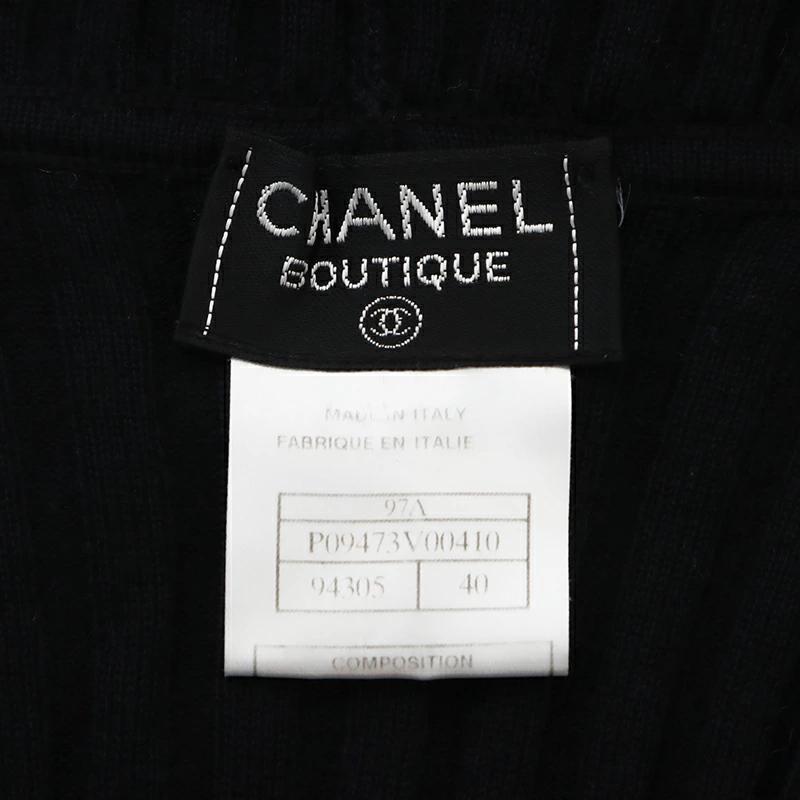 CHANEL
BOUTIQUE
MADE IN ITALY
FABRIQUE EN ITALIE
97A
P09473V00410
94305 40
COMPOSITION